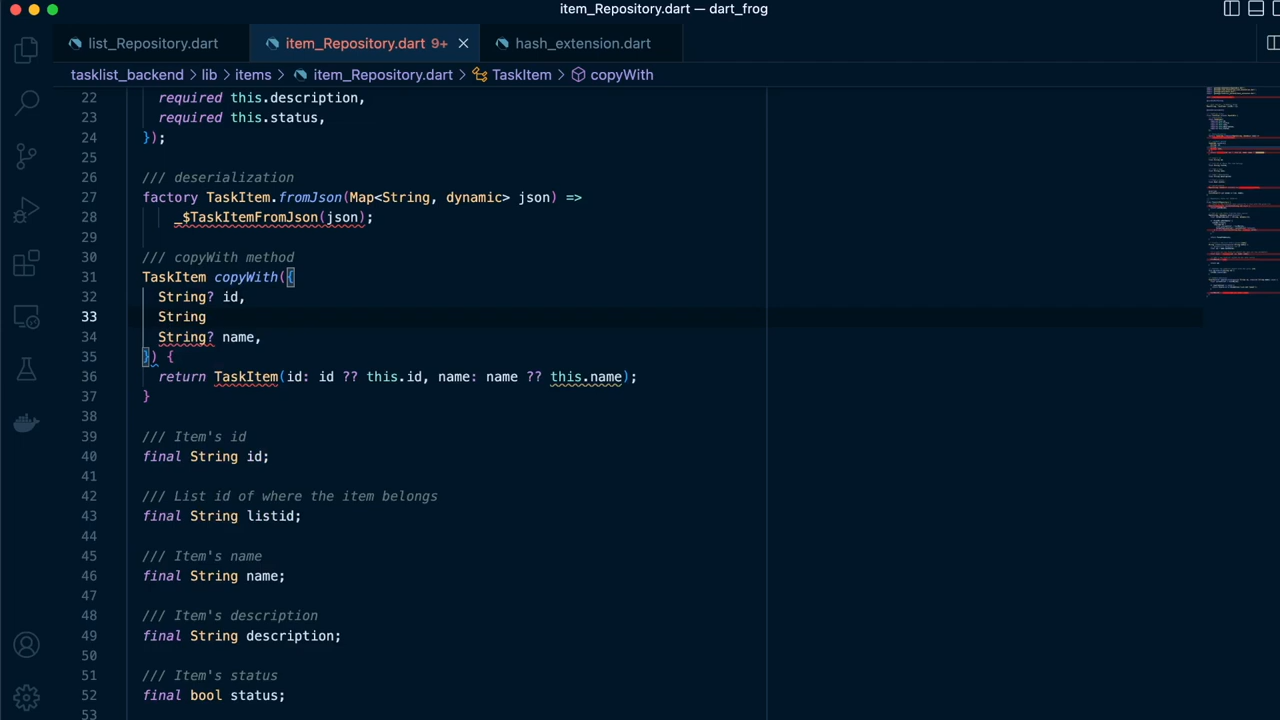 item_Repository.dart — dart_frog
list_Repository.dart
item_Repository.dart 9+
hash_extension.dart
tasklist_backend > lib > items > item_Repository.dart > TaskItem > copyWith
22 required this.description,
23 required this.status,
24 });
25
26 /// deserialization
27 factory TaskItem.fromJson(Map<String, dynamic> json) =>
28 _$TaskItemFromJson(json);
29
30 /// copyWith method
31 TaskItem copyWith({
32 String? id,
33 String
34 String? name,
35 }) {
36 return TaskItem(id: id ?? this.id, name: name ?? this.name);
37 }
38
39 /// Item's id
40 final String id;
41
42 /// List id of where the item belongs
43 final String listid;
44
45 /// Item's name
46 final String name;
47
48 /// Item's description
49 final String description;
50
51 /// Item's status
52 final bool status;
53